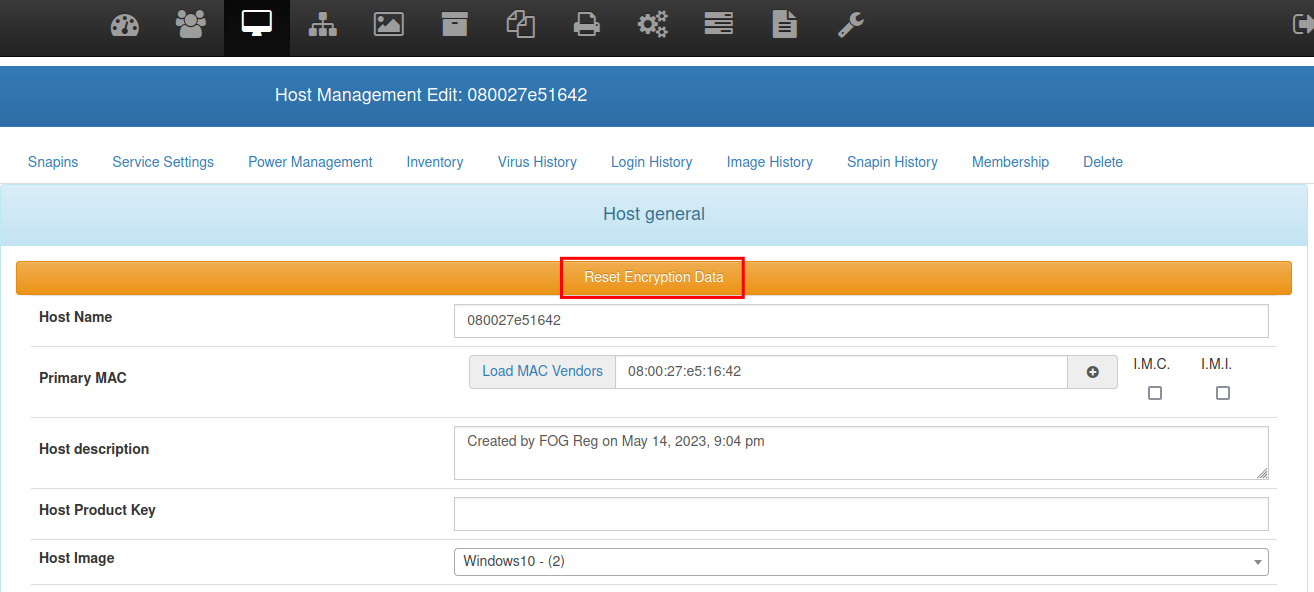 Host Management Edit: 080027e51642
Snapins Service Settings Power Management Inventory Virus History Login History Image History Snapin History Membership Delete
Host general
Reset Encryption Data
Host Name 080027e51642
Primary MAC Load MAC Vendors 08:00:27:e5:16:42 I.M.C. I.M.I.
Host description Created by FOG Reg on May 14, 2023, 9:04 pm
Host Product Key
Host Image Windows10 - (2)